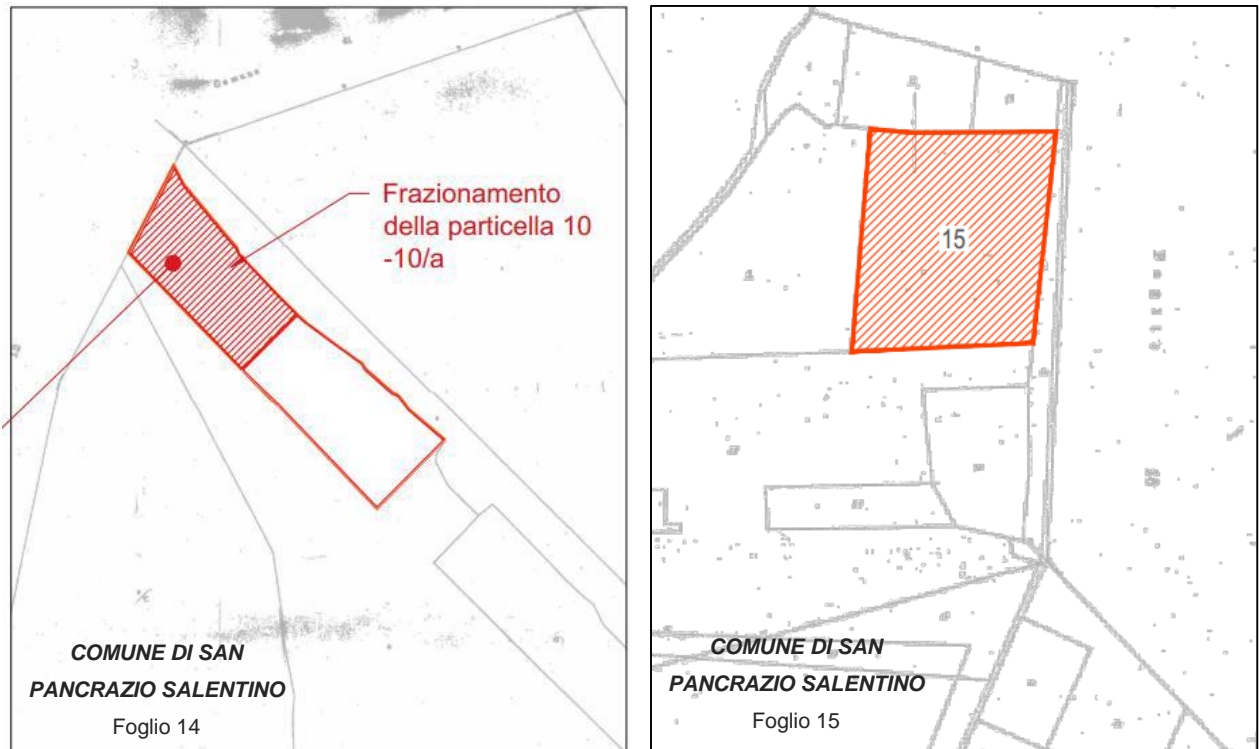 Comune
Frazionamento
della particella 10
-10/a
COMUNE DI SAN
PANCRAZIO SALENTINO
Foglio 14
15
COMUNE DI SAN
PANCRAZIO SALENTINO
Foglio 15